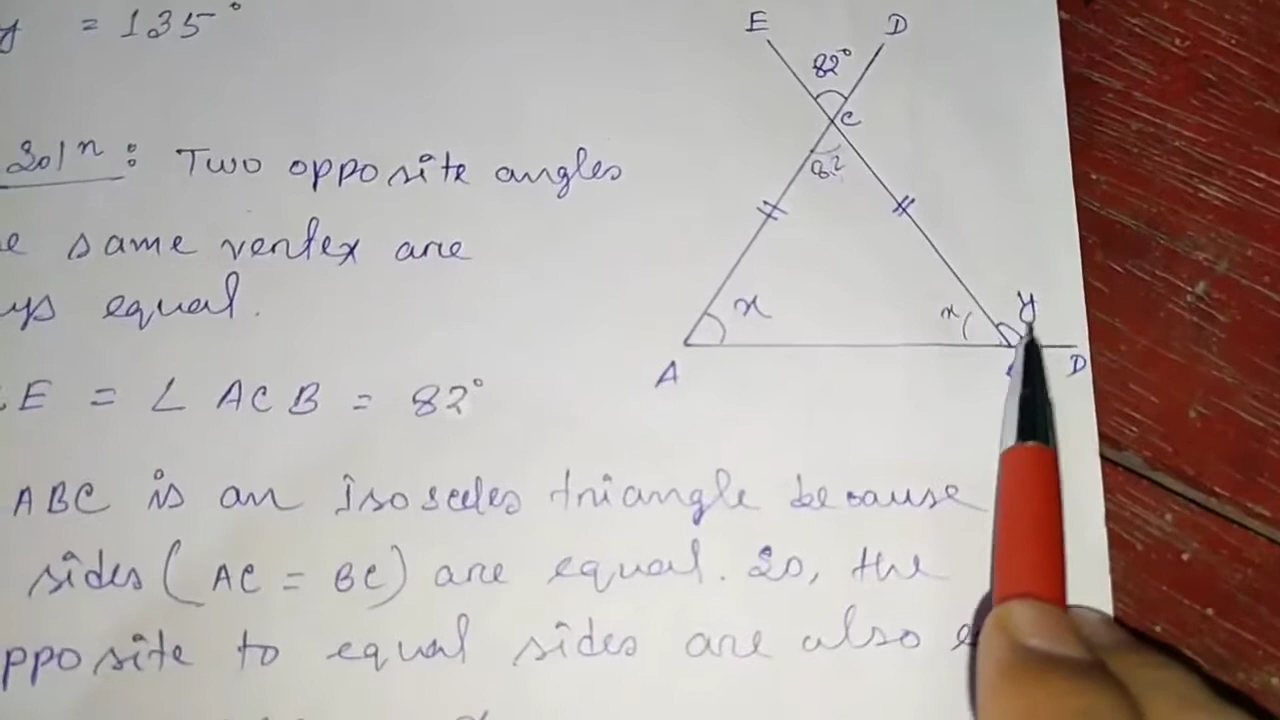 y = 135°
E D
82°
C
Soln: Two opposite angles
82
same vertex are
x
x
y
equal.
A
D
E = ∠ ACB = 82°
ABC is an isosceles triangle because
sides (AC = BC) are equal. So, the
pposite to equal sides are also e